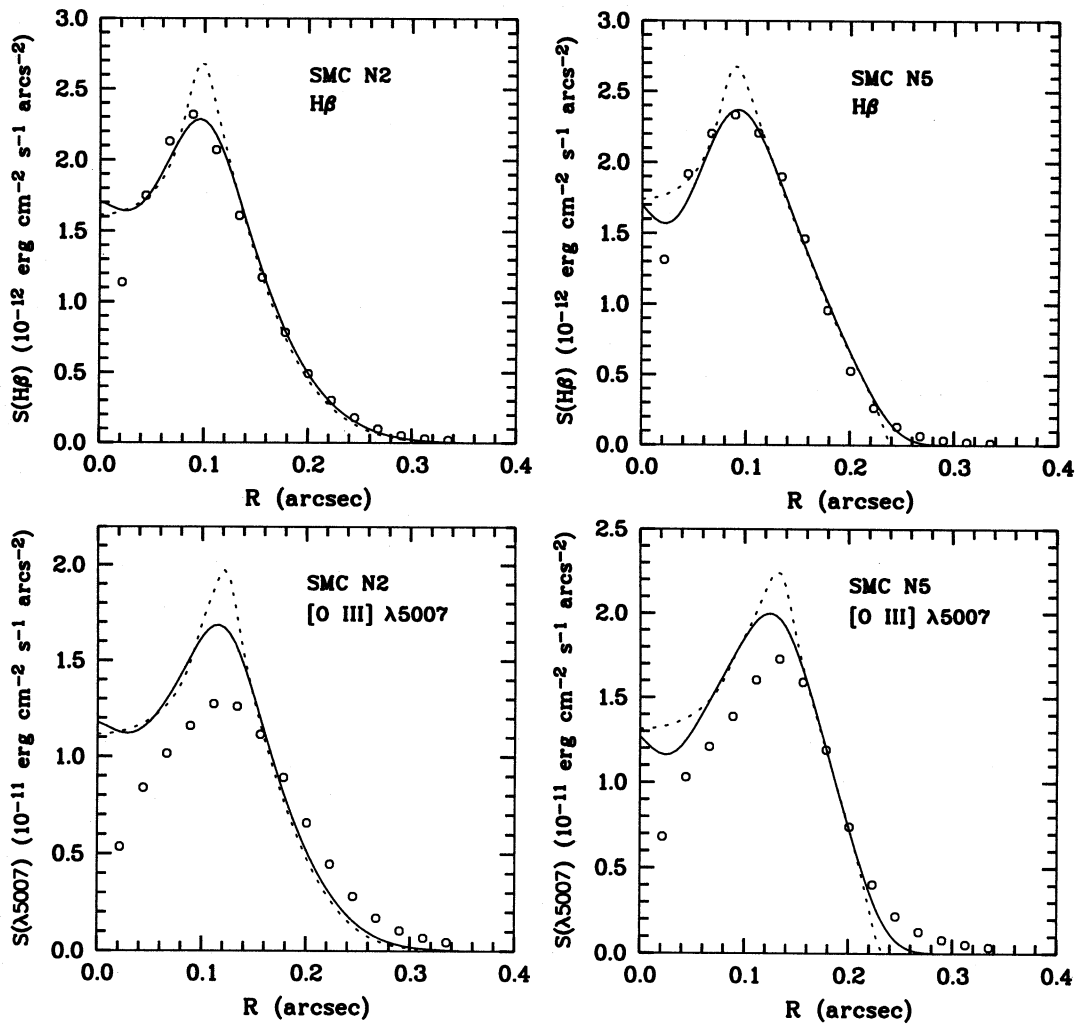 3.0
2.5
2.0
1.5
1.0
0.5
0.0
S(Hβ) (10⁻¹² erg cm⁻² s⁻¹ arcs⁻²)
SMC N2
Hβ
0.0 0.1 0.2 0.3 0.4
R (arcsec)
3.0
2.5
2.0
1.5
1.0
0.5
0.0
S(Hβ) (10⁻¹² erg cm⁻² s⁻¹ arcs⁻²)
SMC N5
Hβ
0.0 0.1 0.2 0.3 0.4
R (arcsec)
2.0
1.5
1.0
0.5
0.0
S(λ5007) (10⁻¹¹ erg cm⁻² s⁻¹ arcs⁻²)
SMC N2
[O III] λ5007
0.0 0.1 0.2 0.3 0.4
R (arcsec)
2.5
2.0
1.5
1.0
0.5
0.0
S(λ5007) (10⁻¹¹ erg cm⁻² s⁻¹ arcs⁻²)
SMC N5
[O III] λ5007
0.0 0.1 0.2 0.3 0.4
R (arcsec)